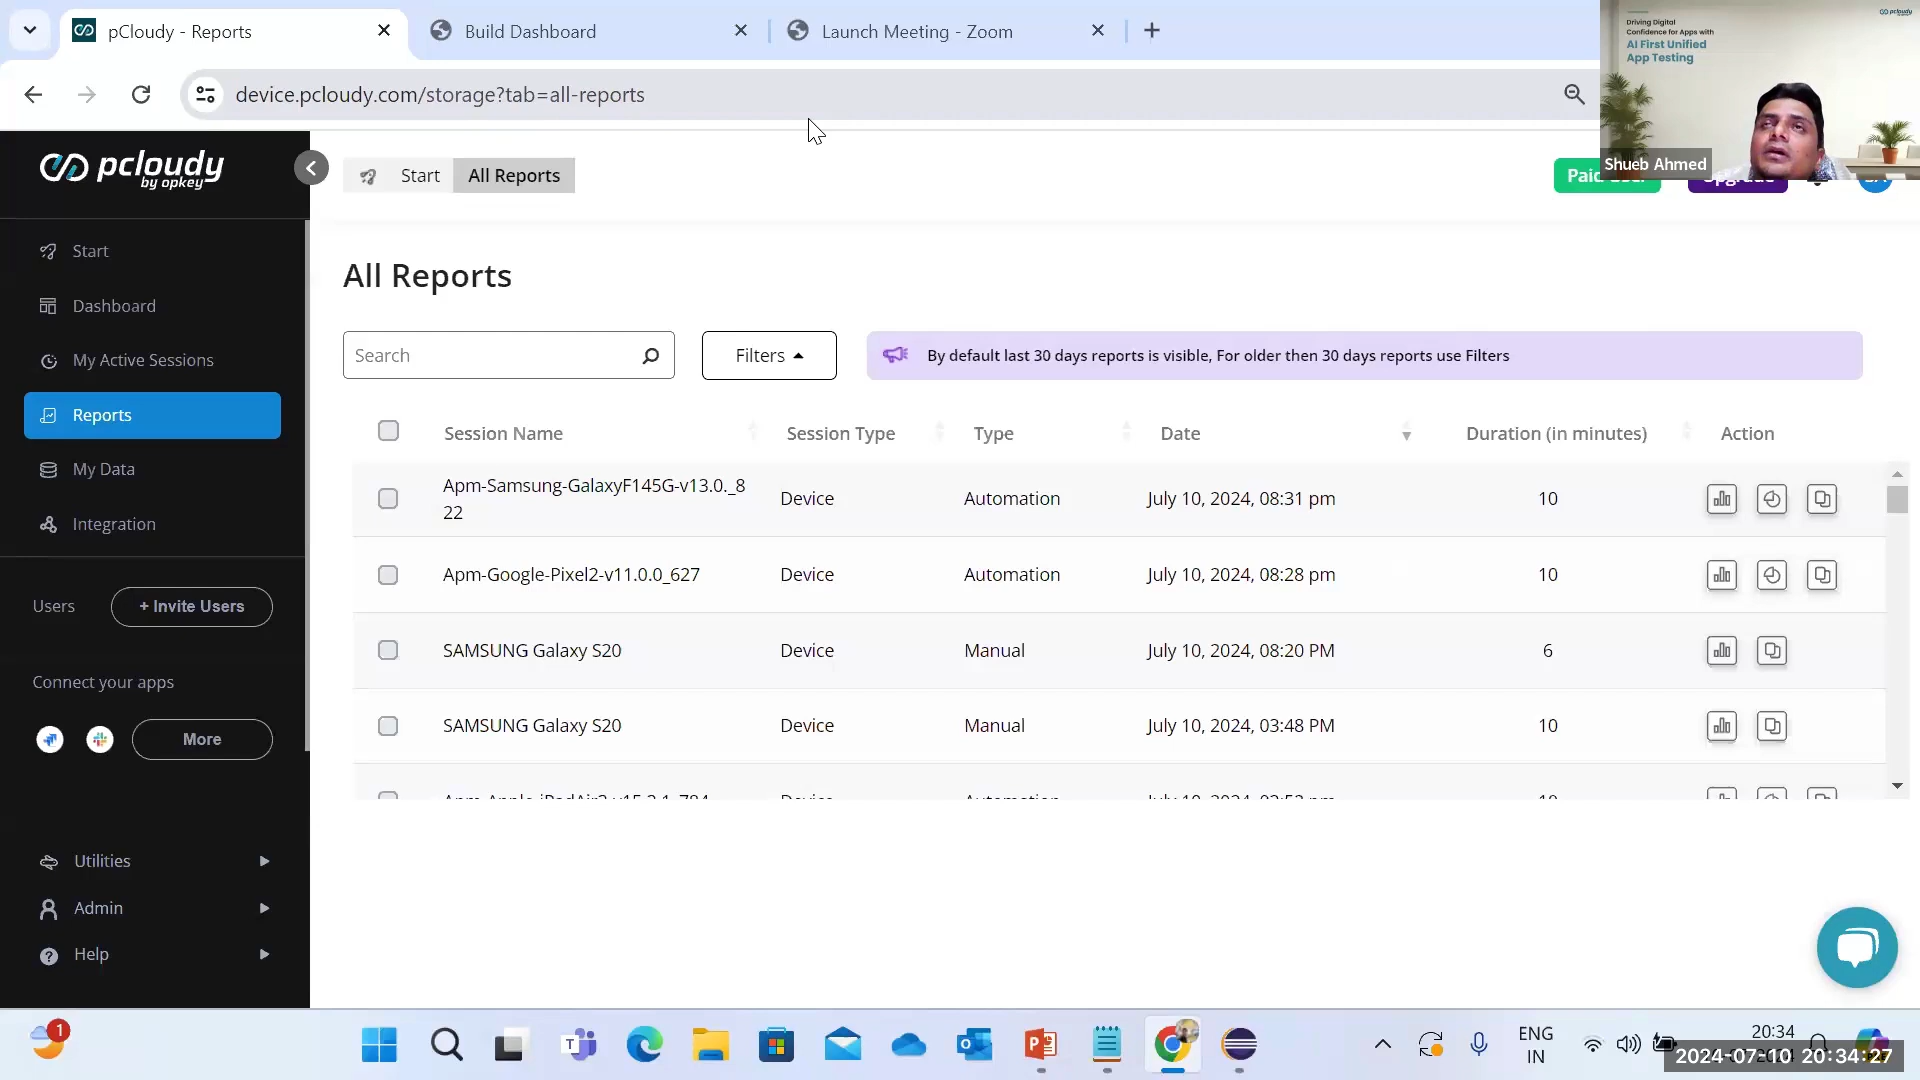 pCloudy - Reports
Build Dashboard
Launch Meeting - Zoom
device.pcloudy.com/storage?tab=all-reports
Driving Digital
Confidence for Apps with
AI First Unified
App Testing
pcloudy
Shueb Ahmed
pcloudy
by opkey
Start
All Reports
Start
Dashboard
My Active Sessions
Reports
My Data
Integration
Users
+ Invite Users
Connect your apps
More
Utilities
Admin
Help
All Reports
Search
Filters
By default last 30 days reports is visible, For older then 30 days reports use Filters
Session Name Session Type Type Date Duration (in minutes) Action
Apm-Samsung-GalaxyF145G-v13.0._8
22
Device Automation July 10, 2024, 08:31 pm 10
Apm-Google-Pixel2-v11.0.0_627 Device Automation July 10, 2024, 08:28 pm 10
SAMSUNG Galaxy S20 Device Manual July 10, 2024, 08:20 PM 6
SAMSUNG Galaxy S20 Device Manual July 10, 2024, 03:48 PM 10
1
ENG
IN
20:34
2024-07-10 20:34:27